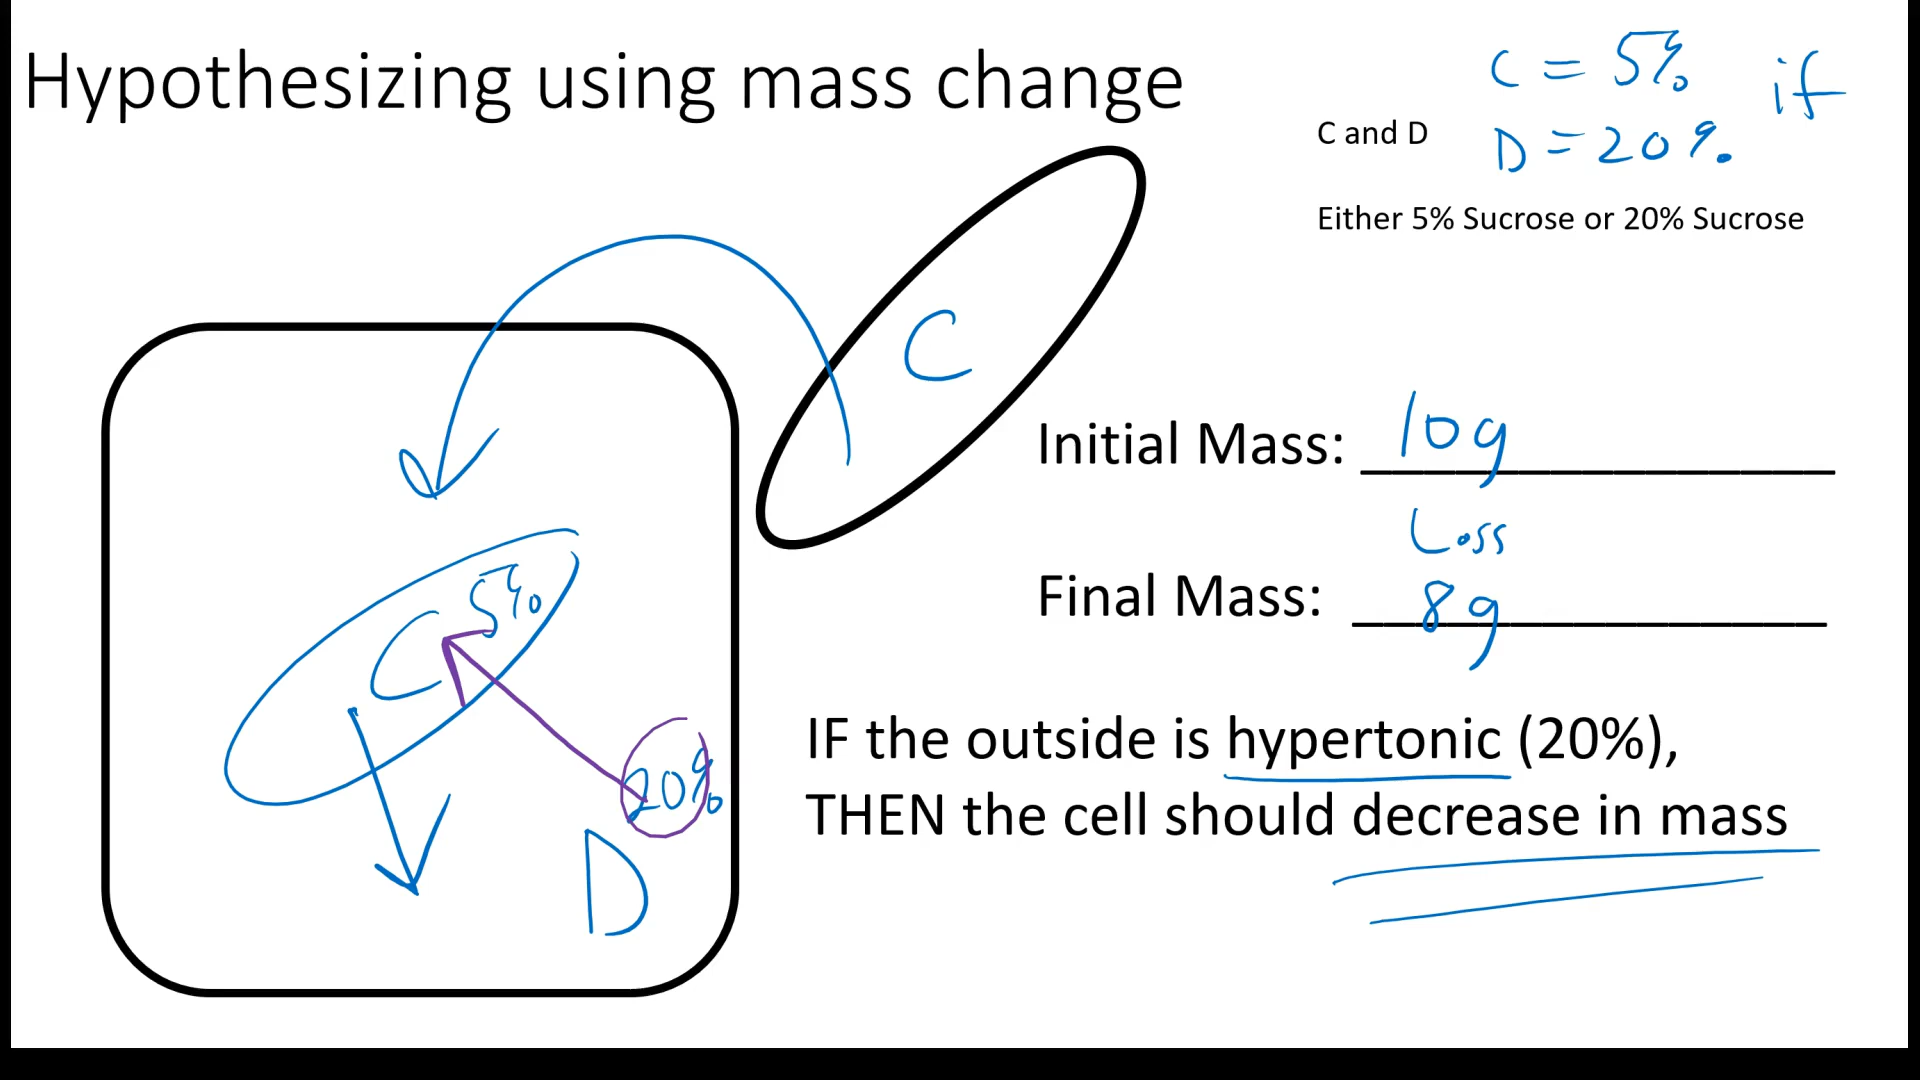 Hypothesizing using mass change
C = 5%
if
C and D
D = 20%
Either 5% Sucrose or 20% Sucrose
C
Initial Mass: 10g
Loss
Final Mass: 8g
C 5%
20%
D
IF the outside is hypertonic (20%),
THEN the cell should decrease in mass